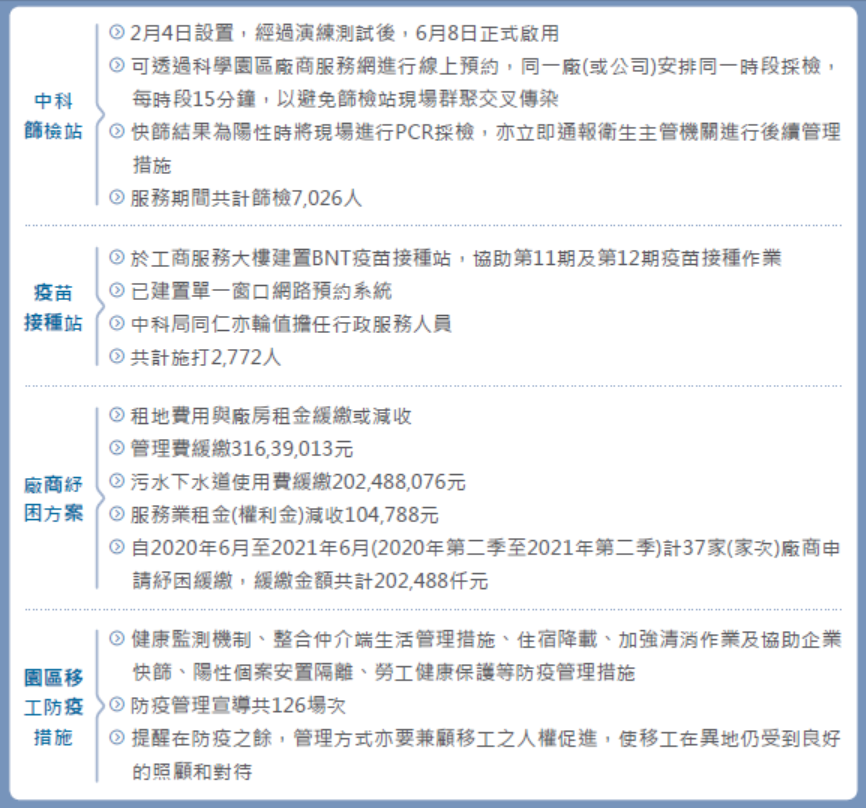 中科
篩檢站
2月4日設置，經過演練測試後，6月8日正式啟用
可透過科學園區廠商服務網進行線上預約，同一廠(或公司)安排同一時段採檢，
每時段15分鐘，以避免篩檢站現場群聚交叉傳染
快篩結果為陽性時將現場進行PCR採檢，亦立即通報衛生主管機關進行後續管理
措施
服務期間共計篩檢7,026人
疫苗
接種站
於工商服務大樓建置BNT疫苗接種站，協助第11期及第12期疫苗接種作業
已建置單一窗口網路預約系統
中科局同仁亦輪值擔任行政服務人員
共計施打2,772人
廠商紓
困方案
租地費用與廠房租金緩繳或減收
管理費緩繳316,39,013元
污水下水道使用費緩繳202,488,076元
服務業租金(權利金)減收104,788元
自2020年6月至2021年6月(2020年第二季至2021年第二季)計37家(家次)廠商申
請紓困緩繳，緩繳金額共計202,488仟元
園區移
工防疫
措施
健康監測機制、整合仲介端生活管理措施、住宿降載、加強清消作業及協助企業
快篩、陽性個案安置隔離、勞工健康保護等防疫管理措施
防疫管理宣導共126場次
提醒在防疫之餘，管理方式亦要兼顧移工之人權促進，使移工在異地仍受到良好
的照顧和對待